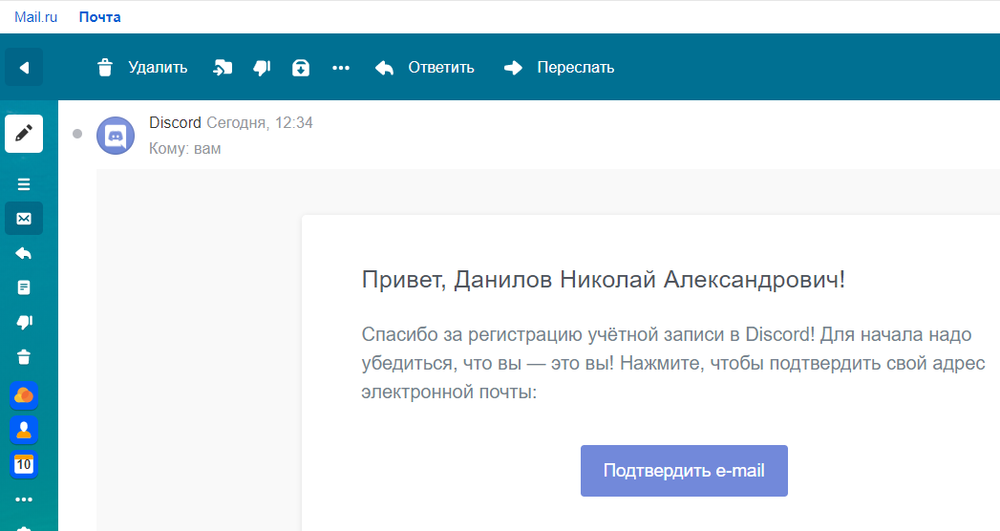 Mail.ru Почта
Удалить Ответить Переслать
Discord Сегодня, 12:34
Кому: вам
Привет, Данилов Николай Александрович!
Спасибо за регистрацию учётной записи в Discord! Для начала надо
убедиться, что вы — это вы! Нажмите, чтобы подтвердить свой адрес
электронной почты:
10
Подтвердить e-mail